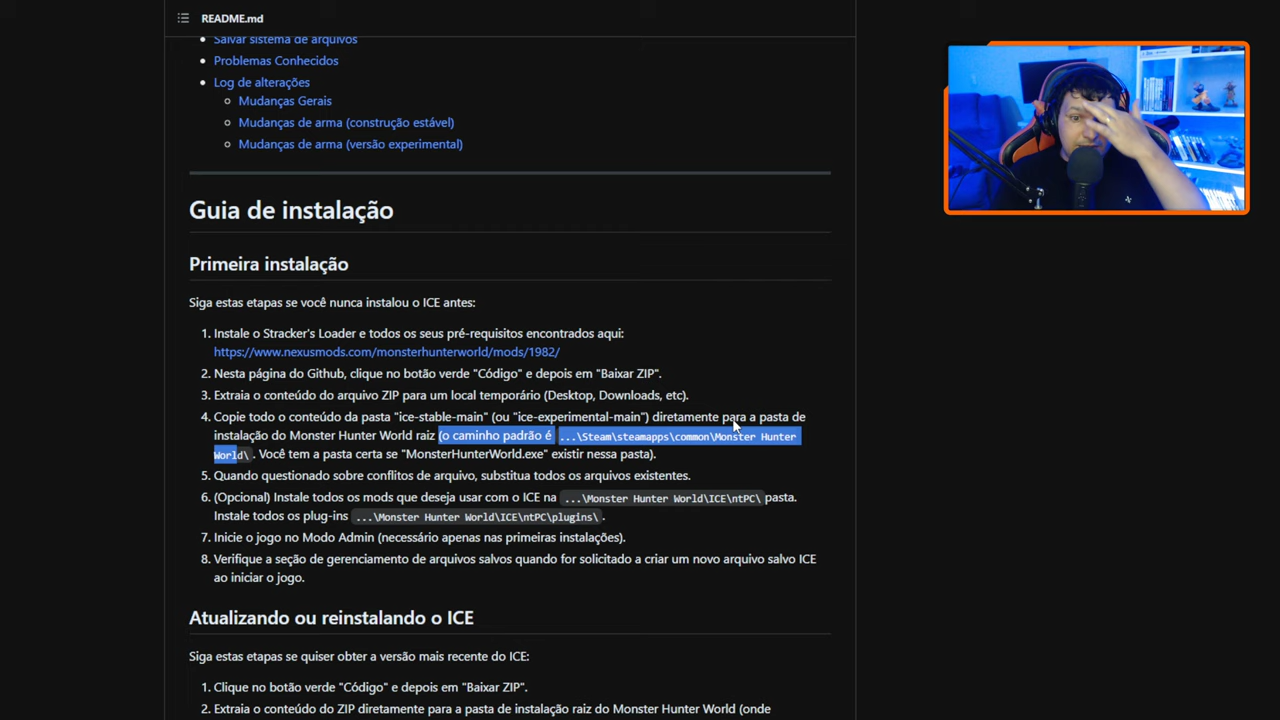 README.md
Salvar sistema de arquivos
Problemas Conhecidos
Log de alterações
Mudanças Gerais
Mudanças de arma (construção estável)
Mudanças de arma (versão experimental)
Guia de instalação
Primeira instalação
Siga estas etapas se você nunca instalou o ICE antes:
1. Instale o Stracker's Loader e todos os seus pré-requisitos encontrados aqui:
https://www.nexusmods.com/monsterhunterworld/mods/1982/
2. Nesta página do Github, clique no botão verde "Código" e depois em "Baixar ZIP".
3. Extraia o conteúdo do arquivo ZIP para um local temporário (Desktop, Downloads, etc).
4. Copie todo o conteúdo da pasta "ice-stable-main" (ou "ice-experimental-main") diretamente para a pasta de
instalação do Monster Hunter World raiz (o caminho padrão é ...\Steam\steamapps\common\Monster Hunter
World\ . Você tem a pasta certa se "MonsterHunterWorld.exe" existir nessa pasta).
5. Quando questionado sobre conflitos de arquivo, substitua todos os arquivos existentes.
6. (Opcional) Instale todos os mods que deseja usar com o ICE na ...\Monster Hunter World\ICE\ntPC\ pasta.
Instale todos os plug-ins ...\Monster Hunter World\ICE\ntPC\plugins\ .
7. Inicie o jogo no Modo Admin (necessário apenas nas primeiras instalações).
8. Verifique a seção de gerenciamento de arquivos salvos quando for solicitado a criar um novo arquivo salvo ICE
ao iniciar o jogo.
Atualizando ou reinstalando o ICE
Siga estas etapas se quiser obter a versão mais recente do ICE:
1. Clique no botão verde "Código" e depois em "Baixar ZIP".
2. Extraia o conteúdo do ZIP diretamente para a pasta de instalação raiz do Monster Hunter World (onde